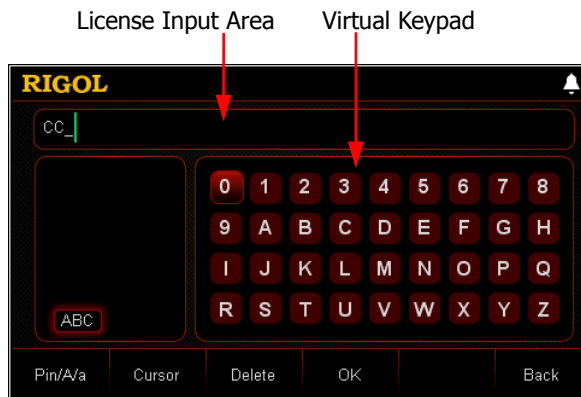 License Input Area Virtual Keypad
RIGOL
CC_
0 1 2 3 4 5 6 7 8
9 A B C D E F G H
I J K L M N O P Q
R S T U V W X Y Z
ABC
Pin/A/a Cursor Delete OK Back